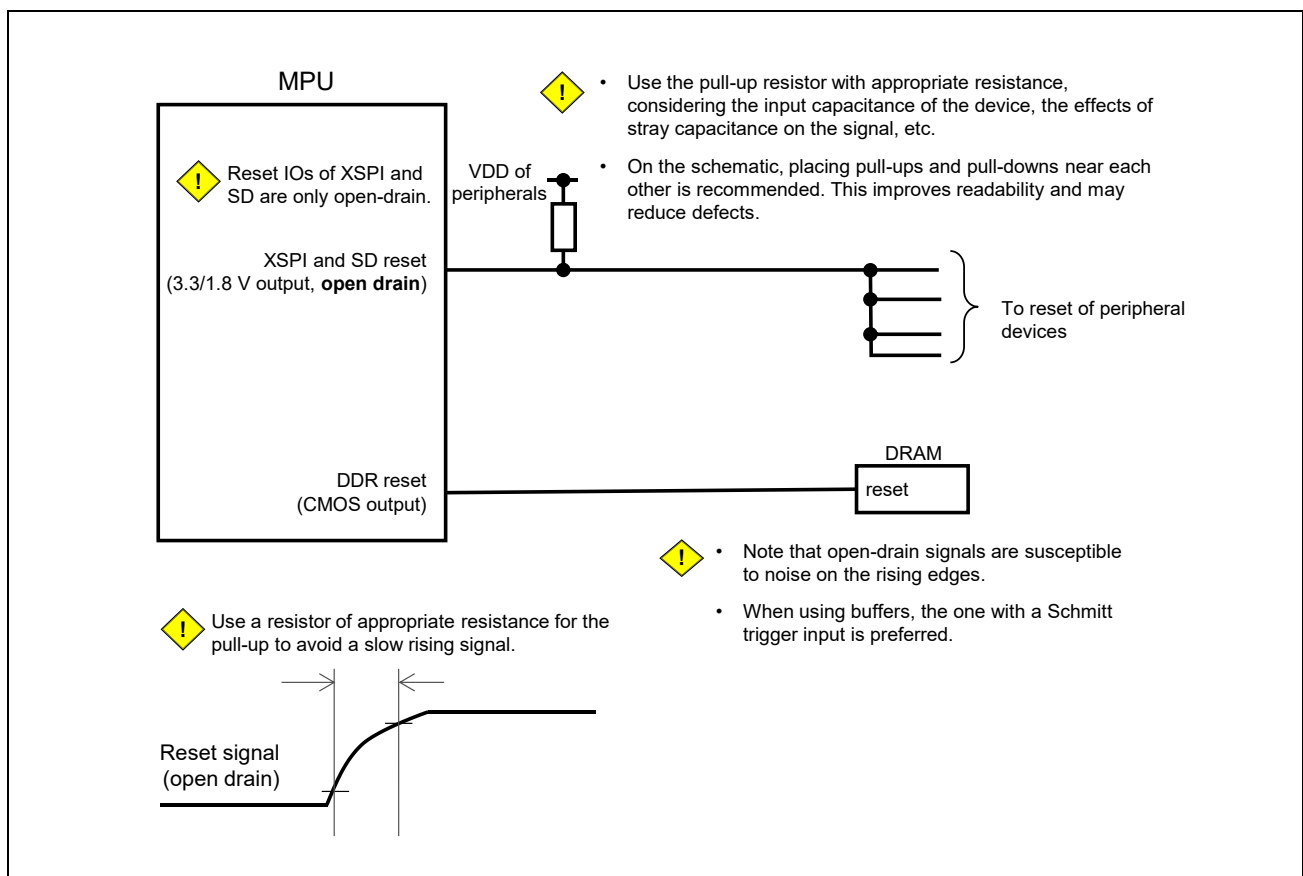 MPU
!
• Use the pull-up resistor with appropriate resistance,
considering the input capacitance of the device, the effects of
stray capacitance on the signal, etc.
• On the schematic, placing pull-ups and pull-downs near each
other is recommended. This improves readability and may
reduce defects.
!
Reset IOs of XSPI and
SD are only open-drain.
VDD of
peripherals
XSPI and SD reset
(3.3/1.8 V output, open drain)
To reset of peripheral
devices
DDR reset
(CMOS output)
DRAM
reset
!
• Note that open-drain signals are susceptible
to noise on the rising edges.
• When using buffers, the one with a Schmitt
trigger input is preferred.
!
Use a resistor of appropriate resistance for the
pull-up to avoid a slow rising signal.
Reset signal
(open drain)